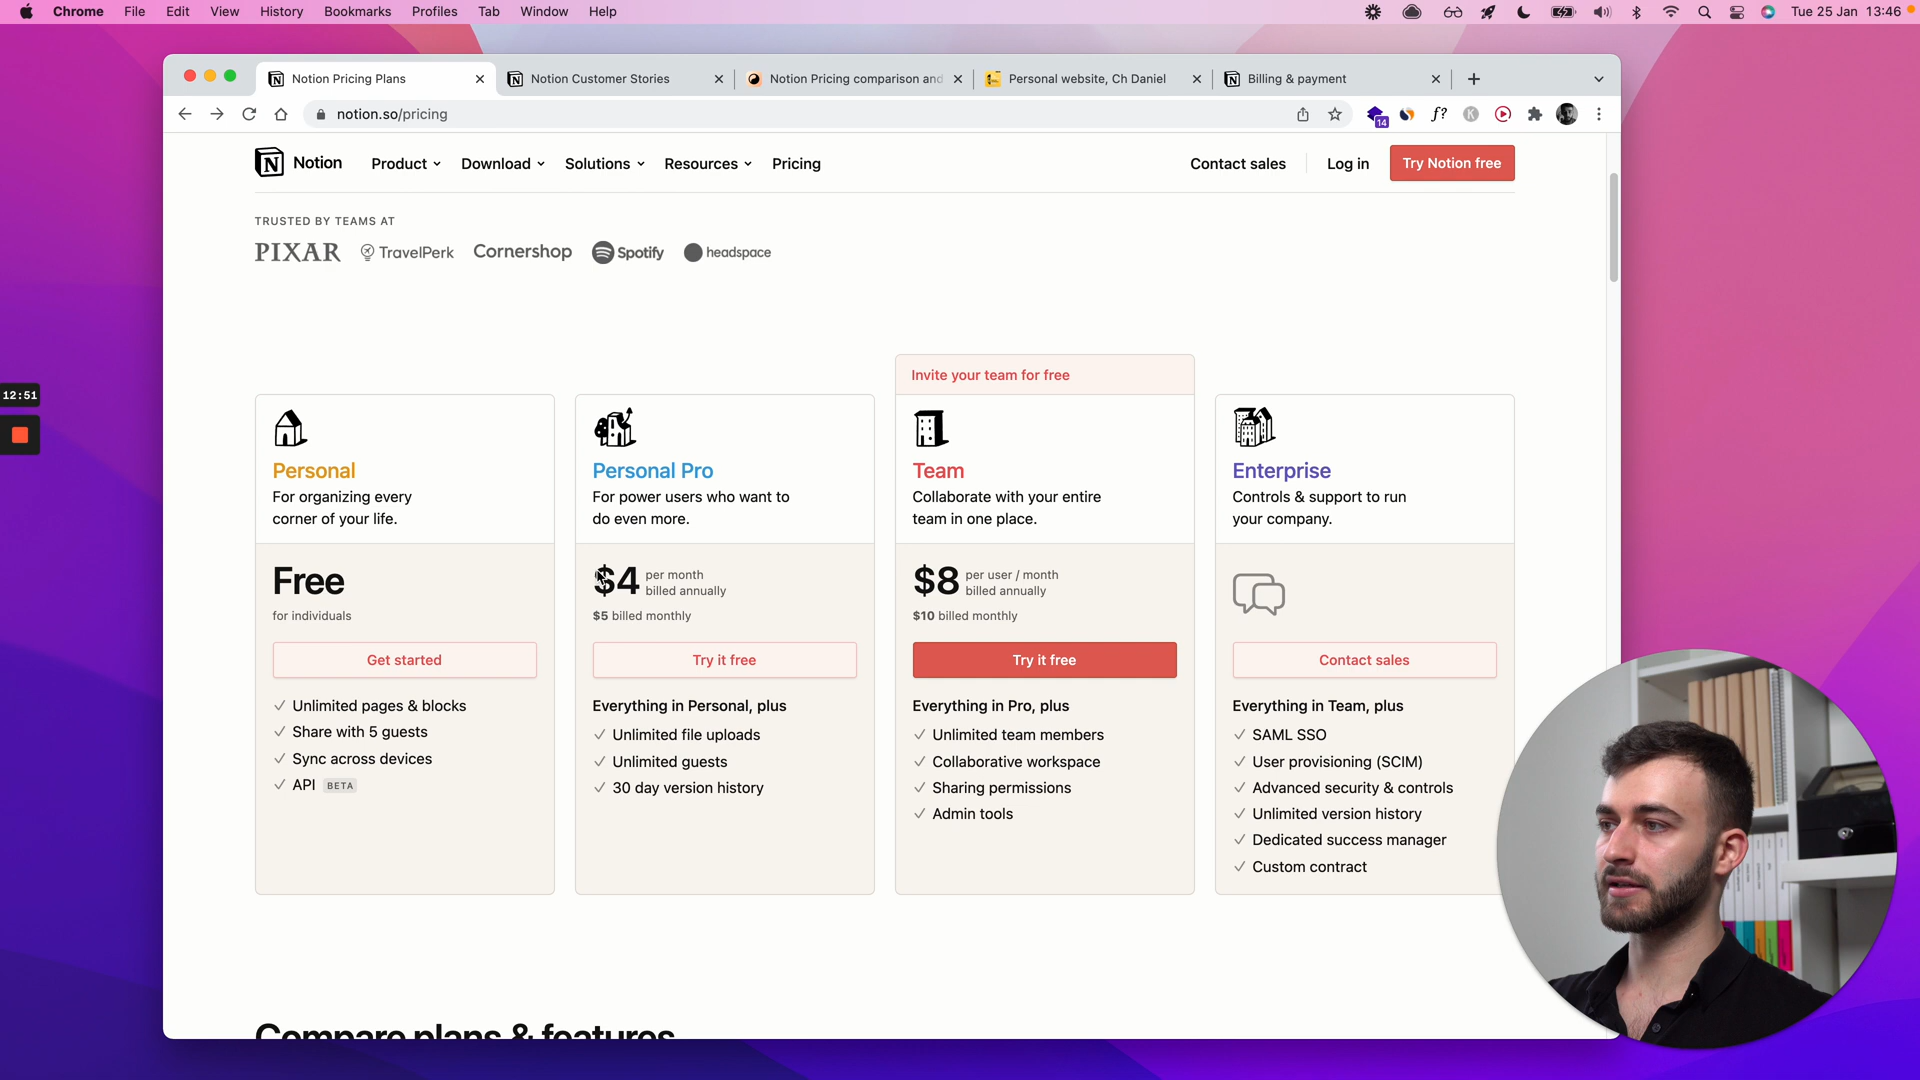 Chrome File Edit View History Bookmarks Profiles Tab Window Help
Tue 25 Jan 13:46
Notion Pricing Plans
Notion Customer Stories
Notion Pricing comparison and
Personal website, Ch Daniel
Billing & payment
notion.so/pricing
14
f?
K
Notion
Product
Download
Solutions
Resources
Pricing
Contact sales
Log in
Try Notion free
TRUSTED BY TEAMS AT
PIXAR TravelPerk Cornershop Spotify headspace
12:51
Invite your team for free
Personal
For organizing every
corner of your life.
Free
for individuals
Get started
Unlimited pages & blocks
Share with 5 guests
Sync across devices
API BETA
Personal Pro
For power users who want to
do even more.
$4
per month
billed annually
$5 billed monthly
Try it free
Everything in Personal, plus
Unlimited file uploads
Unlimited guests
30 day version history
Team
Collaborate with your entire
team in one place.
$8
per user / month
billed annually
$10 billed monthly
Try it free
Everything in Pro, plus
Unlimited team members
Collaborative workspace
Sharing permissions
Admin tools
Enterprise
Controls & support to run
your company.
Contact sales
Everything in Team, plus
SAML SSO
User provisioning (SCIM)
Advanced security & controls
Unlimited version history
Dedicated success manager
Custom contract
Compare plans & features